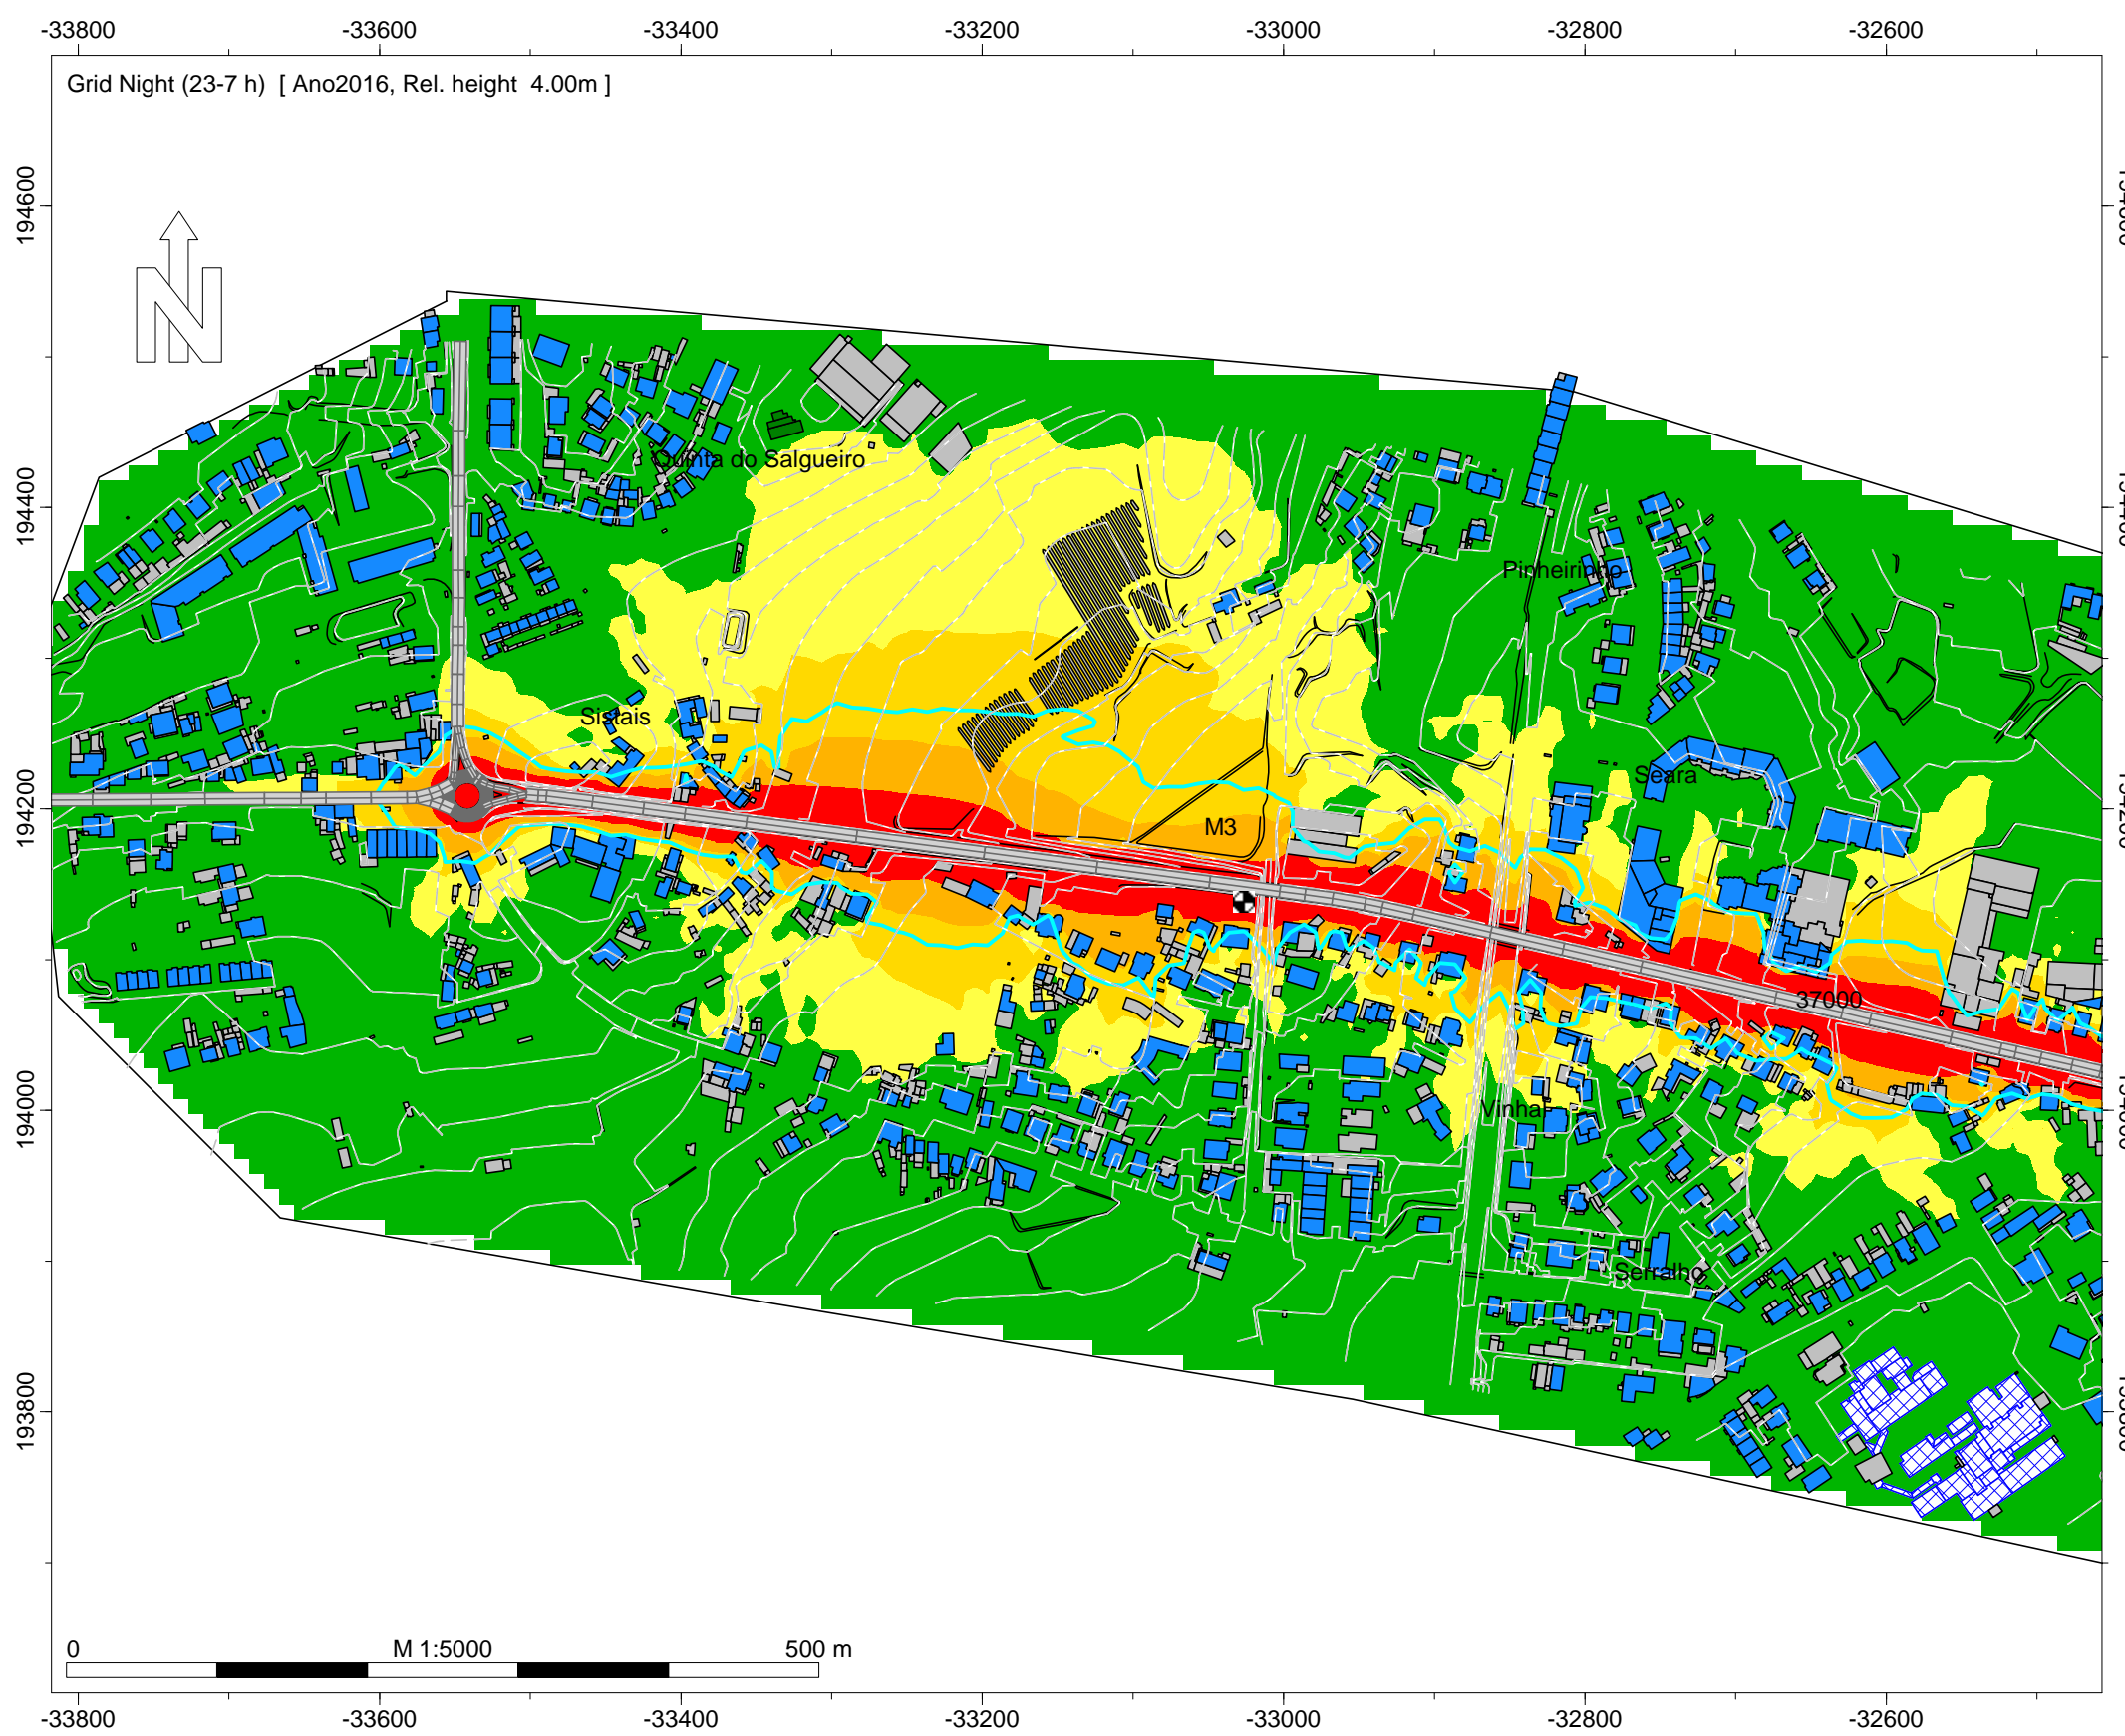 -33800 -33600 -33400 -33200 -33000 -32800 -32600
Grid Night (23-7 h) [ Ano2016, Rel. height 4.00m ]
194600
N
194400
Quinta do Salgueiro
Pinheirinho
Sistais
Seara
194200
M3
37000
194000
Vinhal
Serralho
193800
0 M 1:5000 500 m
-33800 -33600 -33400 -33200 -33000 -32800 -32600